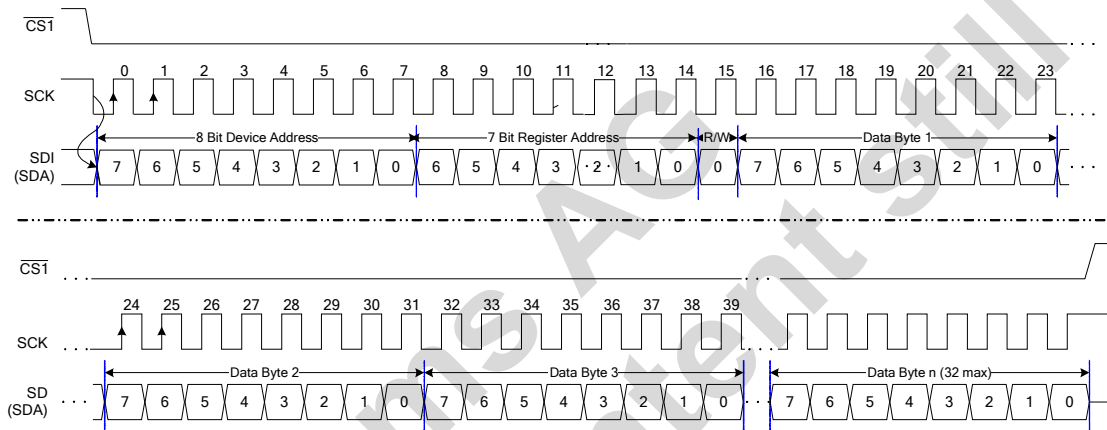 CS1
0 1 2 3 4 5 6 7 8 9 10 11 12 13 14 15 16 17 18 19 20 21 22 23
SCK
8 Bit Device Address 7 Bit Register Address R/W Data Byte 1
SDI
(SDA)
7 6 5 4 3 2 1 0 6 5 4 3 2 1 0 0 7 6 5 4 3 2 1 0
CS1
24 25 26 27 28 29 30 31 32 33 34 35 36 37 38 39
SCK
Data Byte 2 Data Byte 3 Data Byte n (32 max)
SD
(SDA)
7 6 5 4 3 2 1 0 7 6 5 4 3 2 1 0 7 6 5 4 3 2 1 0
ms AG
tent still